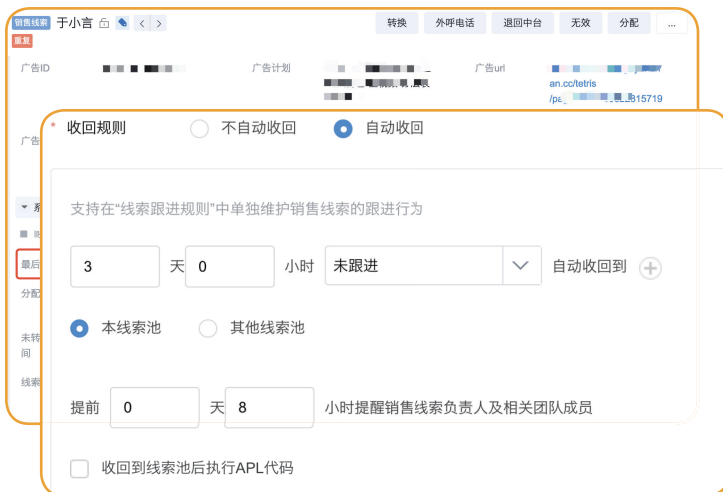 销售线索 于小言 转换 外呼电话 退回中台 无效 分配 ...
重复
广告ID 广告计划 广告url
an.cc/tetris
815719
广告
* 收回规则 不自动收回 自动收回
支持在“线索跟进规则”中单独维护销售线索的跟进行为
3 天 0 小时 未跟进 自动收回到
最后
分配
本线索池 其他线索池
未转
间
线索
提前 0 天 8 小时提醒销售线索负责人及相关团队成员
收回到线索池后执行APL代码